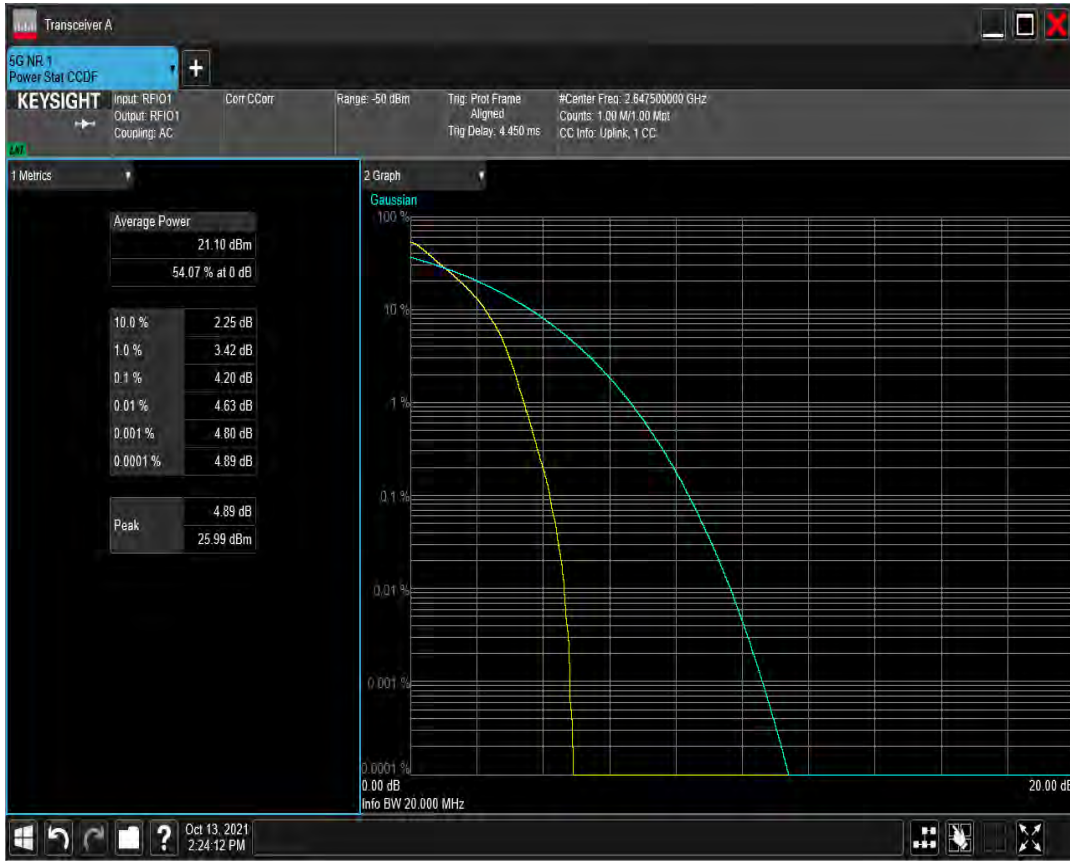 Transceiver A
5G NR 1
Power Stat CCDF
+
KEYSIGHT
Input: RFIO1
Output: RFIO1
Coupling: AC
Corr CCorr
Range: -50 dBm
Trig: Prot Frame
Aligned
Trig Delay: 4.450 ms
#Center Freq: 2.647500000 GHz
Counts: 1.00 M/1.00 Mpt
CC Info: Uplink, 1 CC
1 Metrics
Average Power
21.10 dBm
54.07 % at 0 dB
10.0 % 2.25 dB
1.0 % 3.42 dB
0.1 % 4.20 dB
0.01 % 4.63 dB
0.001 % 4.80 dB
0.0001 % 4.89 dB
Peak
4.89 dB
25.99 dBm
2 Graph
Gaussian
100 %
10 %
1 %
0.1 %
0.01 %
0.001 %
0.0001 %
0.00 dB
20.00 dB
Info BW 20.000 MHz
?
Oct 13, 2021
2:24:12 PM